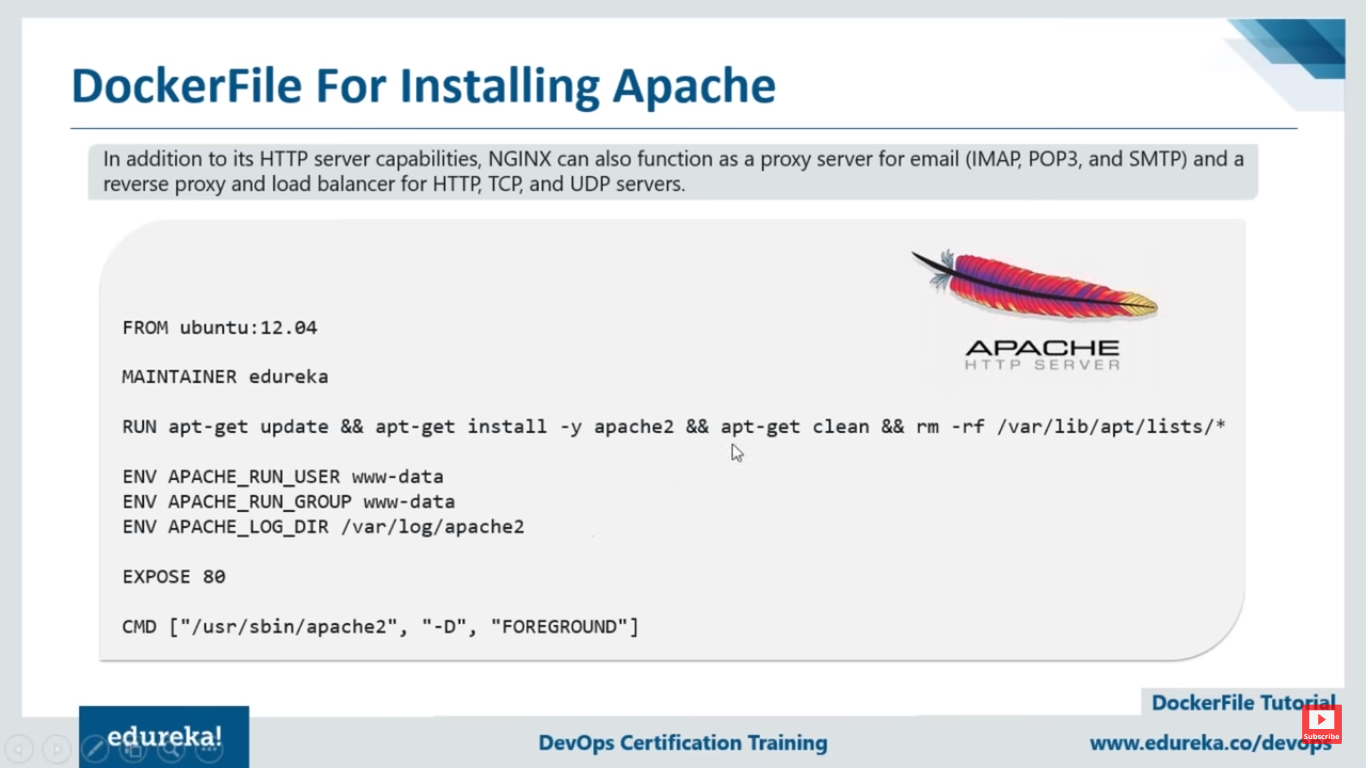 DockerFile For Installing Apache
In addition to its HTTP server capabilities, NGINX can also function as a proxy server for email (IMAP, POP3, and SMTP) and a
reverse proxy and load balancer for HTTP, TCP, and UDP servers.
APACHE
HTTP SERVER
FROM ubuntu:12.04
MAINTAINER edureka
RUN apt-get update && apt-get install -y apache2 && apt-get clean && rm -rf /var/lib/apt/lists/*
ENV APACHE_RUN_USER www-data
ENV APACHE_RUN_GROUP www-data
ENV APACHE_LOG_DIR /var/log/apache2
EXPOSE 80
CMD ["/usr/sbin/apache2", "-D", "FOREGROUND"]
DockerFile Tutorial
Subscribe
edureka!
DevOps Certification Training
www.edureka.co/devops